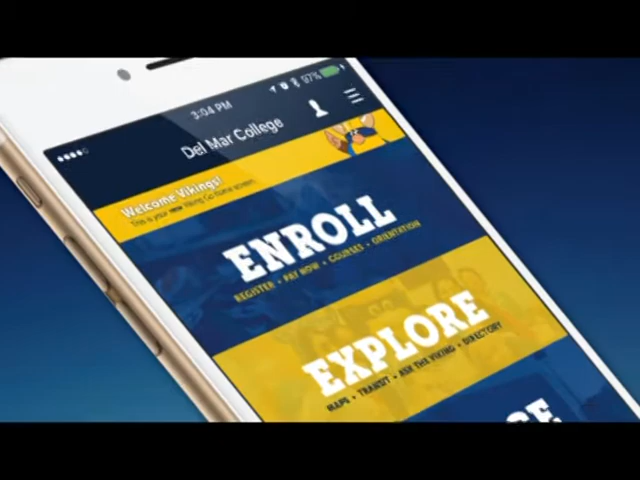 3:04 PM
97%
Del Mar College
Welcome Vikings!
This is your new Viking Go home screen
ENROLL
REGISTER • PAY NOW • COURSES • ORIENTATION
EXPLORE
MAPS • TRANSIT • ASK THE VIKING • DIRECTORY